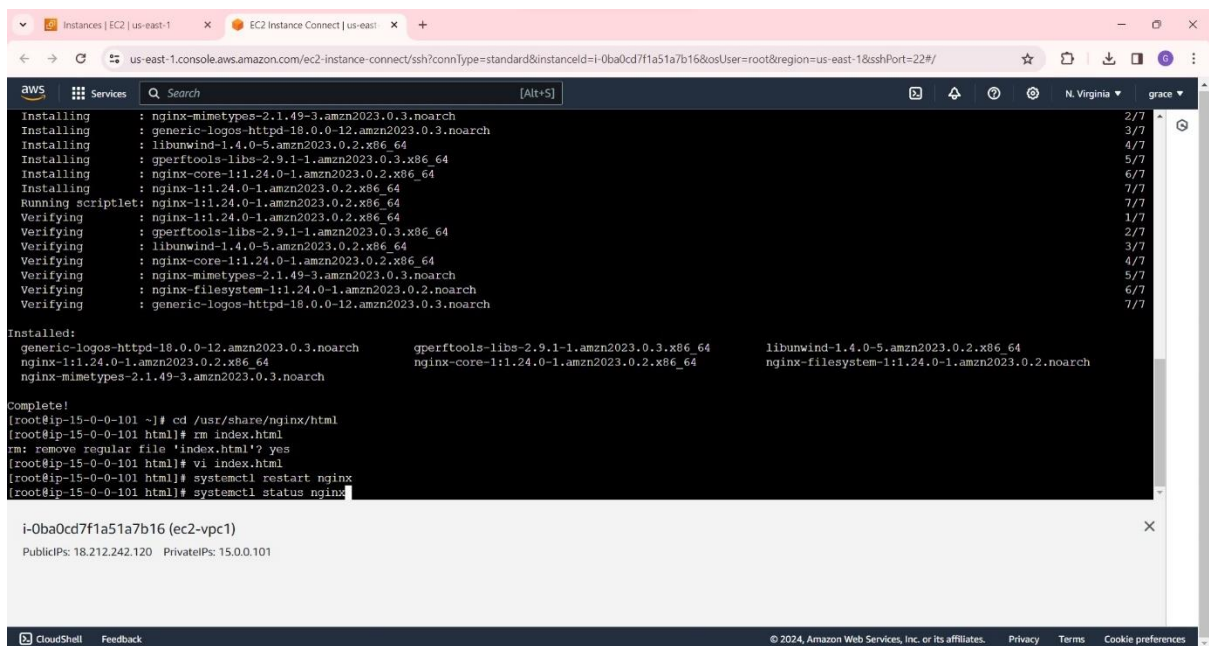 Instances | EC2 | us-east-1
EC2 Instance Connect | us-east-
us-east-1.console.aws.amazon.com/ec2-instance-connect/ssh?connType=standard&instanceId=i-0ba0cd7f1a51a7b16&osUser=root&region=us-east-1&sshPort=22#/
G
aws Services Search [Alt+S] N. Virginia grace
Installing : nginx-mimetypes-2.1.49-3.amzn2023.0.3.noarch 2/7
Installing : generic-logos-httpd-18.0.0-12.amzn2023.0.3.noarch 3/7
Installing : libunwind-1.4.0-5.amzn2023.0.2.x86_64 4/7
Installing : gperftools-libs-2.9.1-1.amzn2023.0.3.x86_64 5/7
Installing : nginx-core-1:1.24.0-1.amzn2023.0.2.x86_64 6/7
Installing : nginx-1:1.24.0-1.amzn2023.0.2.x86_64 7/7
Running scriptlet: nginx-1:1.24.0-1.amzn2023.0.2.x86_64 7/7
Verifying : nginx-1:1.24.0-1.amzn2023.0.2.x86_64 1/7
Verifying : gperftools-libs-2.9.1-1.amzn2023.0.3.x86_64 2/7
Verifying : libunwind-1.4.0-5.amzn2023.0.2.x86_64 3/7
Verifying : nginx-core-1:1.24.0-1.amzn2023.0.2.x86_64 4/7
Verifying : nginx-mimetypes-2.1.49-3.amzn2023.0.3.noarch 5/7
Verifying : nginx-filesystem-1:1.24.0-1.amzn2023.0.2.noarch 6/7
Verifying : generic-logos-httpd-18.0.0-12.amzn2023.0.3.noarch 7/7
Installed:
generic-logos-httpd-18.0.0-12.amzn2023.0.3.noarch gperftools-libs-2.9.1-1.amzn2023.0.3.x86_64 libunwind-1.4.0-5.amzn2023.0.2.x86_64
nginx-1:1.24.0-1.amzn2023.0.2.x86_64 nginx-core-1:1.24.0-1.amzn2023.0.2.x86_64 nginx-filesystem-1:1.24.0-1.amzn2023.0.2.noarch
nginx-mimetypes-2.1.49-3.amzn2023.0.3.noarch
Complete!
[root@ip-15-0-0-101 ~]# cd /usr/share/nginx/html
[root@ip-15-0-0-101 html]# rm index.html
rm: remove regular file 'index.html'? yes
[root@ip-15-0-0-101 html]# vi index.html
[root@ip-15-0-0-101 html]# systemctl restart nginx
[root@ip-15-0-0-101 html]# systemctl status nginx
i-0ba0cd7f1a51a7b16 (ec2-vpc1)
PublicIPs: 18.212.242.120 PrivateIPs: 15.0.0.101
CloudShell Feedback © 2024, Amazon Web Services, Inc. or its affiliates. Privacy Terms Cookie preferences